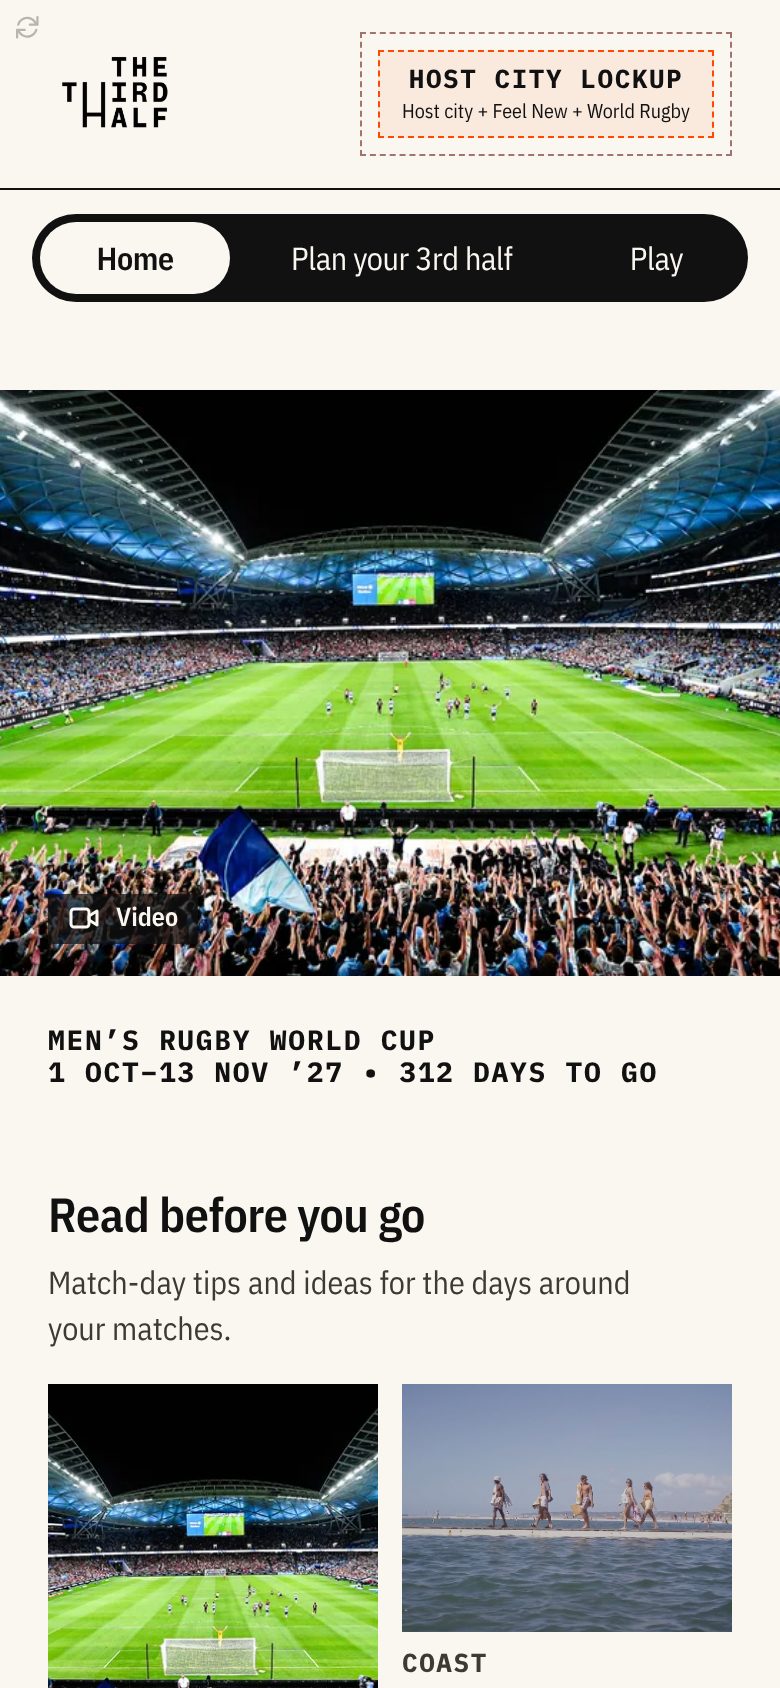 THE
THIRD
HALF
HOST CITY LOCKUP
Host city + Feel New + World Rugby
Home
Plan your 3rd half
Play
Video
MEN’S RUGBY WORLD CUP
1 OCT–13 NOV ’27 • 312 DAYS TO GO
Read before you go
Match-day tips and ideas for the days around
your matches.
COAST